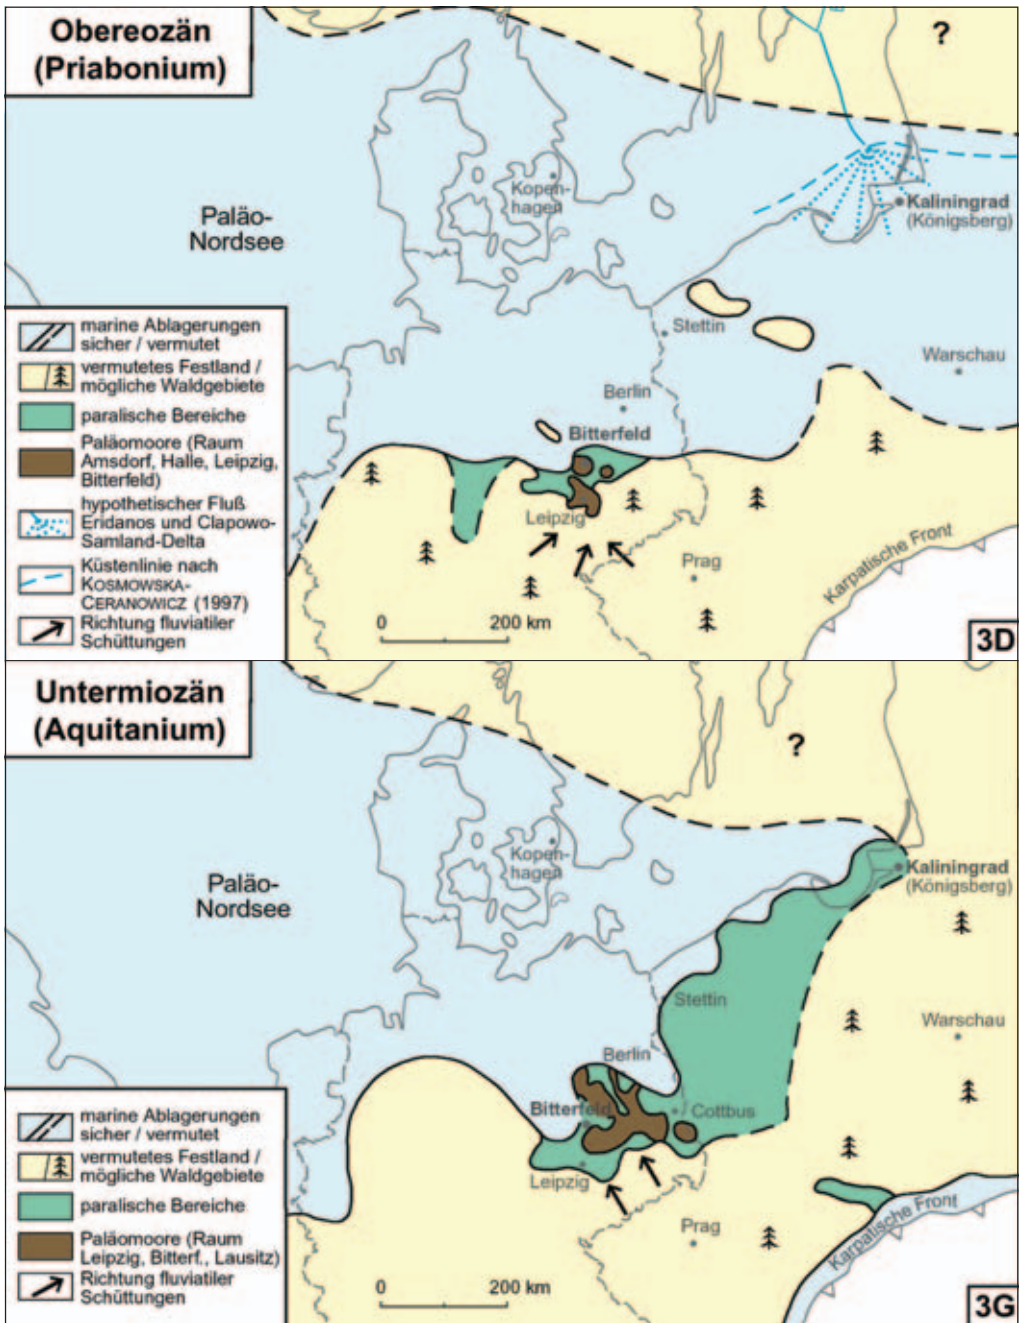 Obereozän
(Priabonium)
?
Kopen-
hagen
Kaliningrad
(Königsberg)
Paläo-
Nordsee
Stettin
Warschau
Berlin
Bitterfeld
Leipzig
Prag
Karpatische Front
marine Ablagerungen
sicher / vermutet
vermutetes Festland /
mögliche Waldgebiete
paralische Bereiche
Paläomoore (Raum
Amsdorf, Halle, Leipzig,
Bitterfeld)
hypothetischer Fluß
Eridanos und Clapowo-
Samland-Delta
Küstenlinie nach
KOSMOWSKA-
CERANOWICZ (1997)
Richtung fluviatiler
Schüttungen
0 200 km
3D
Untermiozän
(Aquitanium)
?
Kopen-
hagen
Kaliningrad
(Königsberg)
Paläo-
Nordsee
Stettin
Warschau
Berlin
Bitterfeld
Cottbus
Leipzig
Prag
Karpatische Front
marine Ablagerungen
sicher / vermutet
vermutetes Festland /
mögliche Waldgebiete
paralische Bereiche
Paläomoore (Raum
Leipzig, Bitterf., Lausitz)
Richtung fluviatiler
Schüttungen
0 200 km
3G